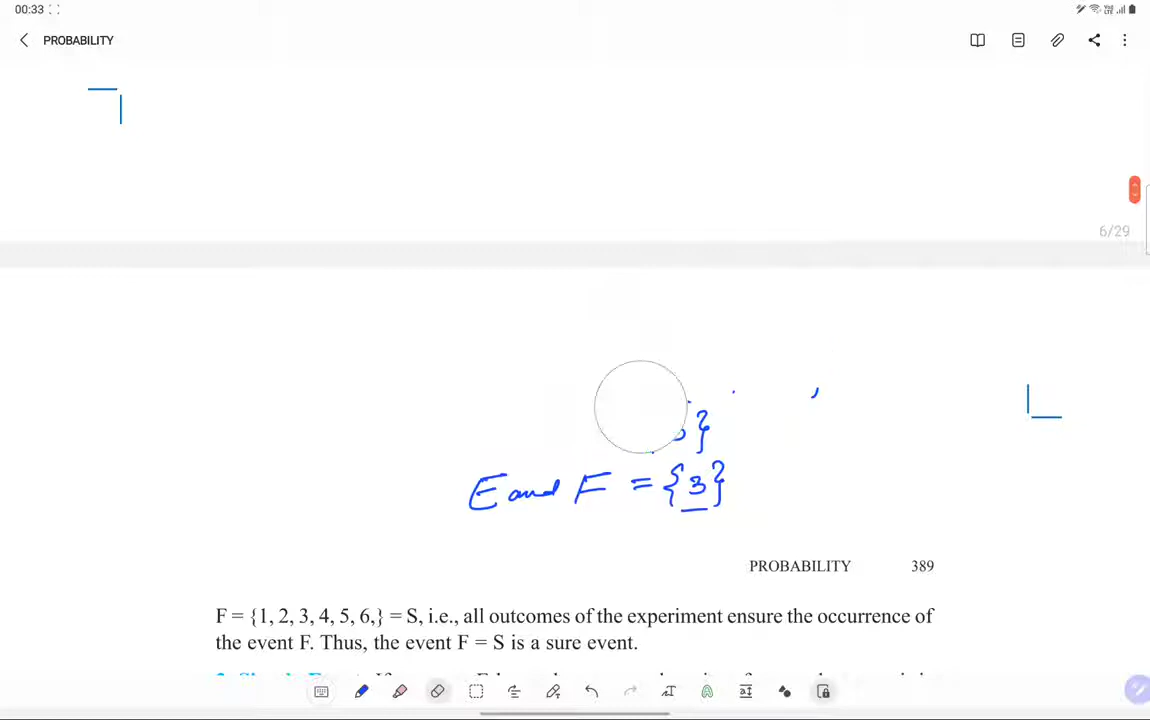 00:33
PROBABILITY
6/29
}
E and F = {3}
PROBABILITY 389
F = {1, 2, 3, 4, 5, 6,} = S, i.e., all outcomes of the experiment ensure the occurrence of
the event F. Thus, the event F = S is a sure event.